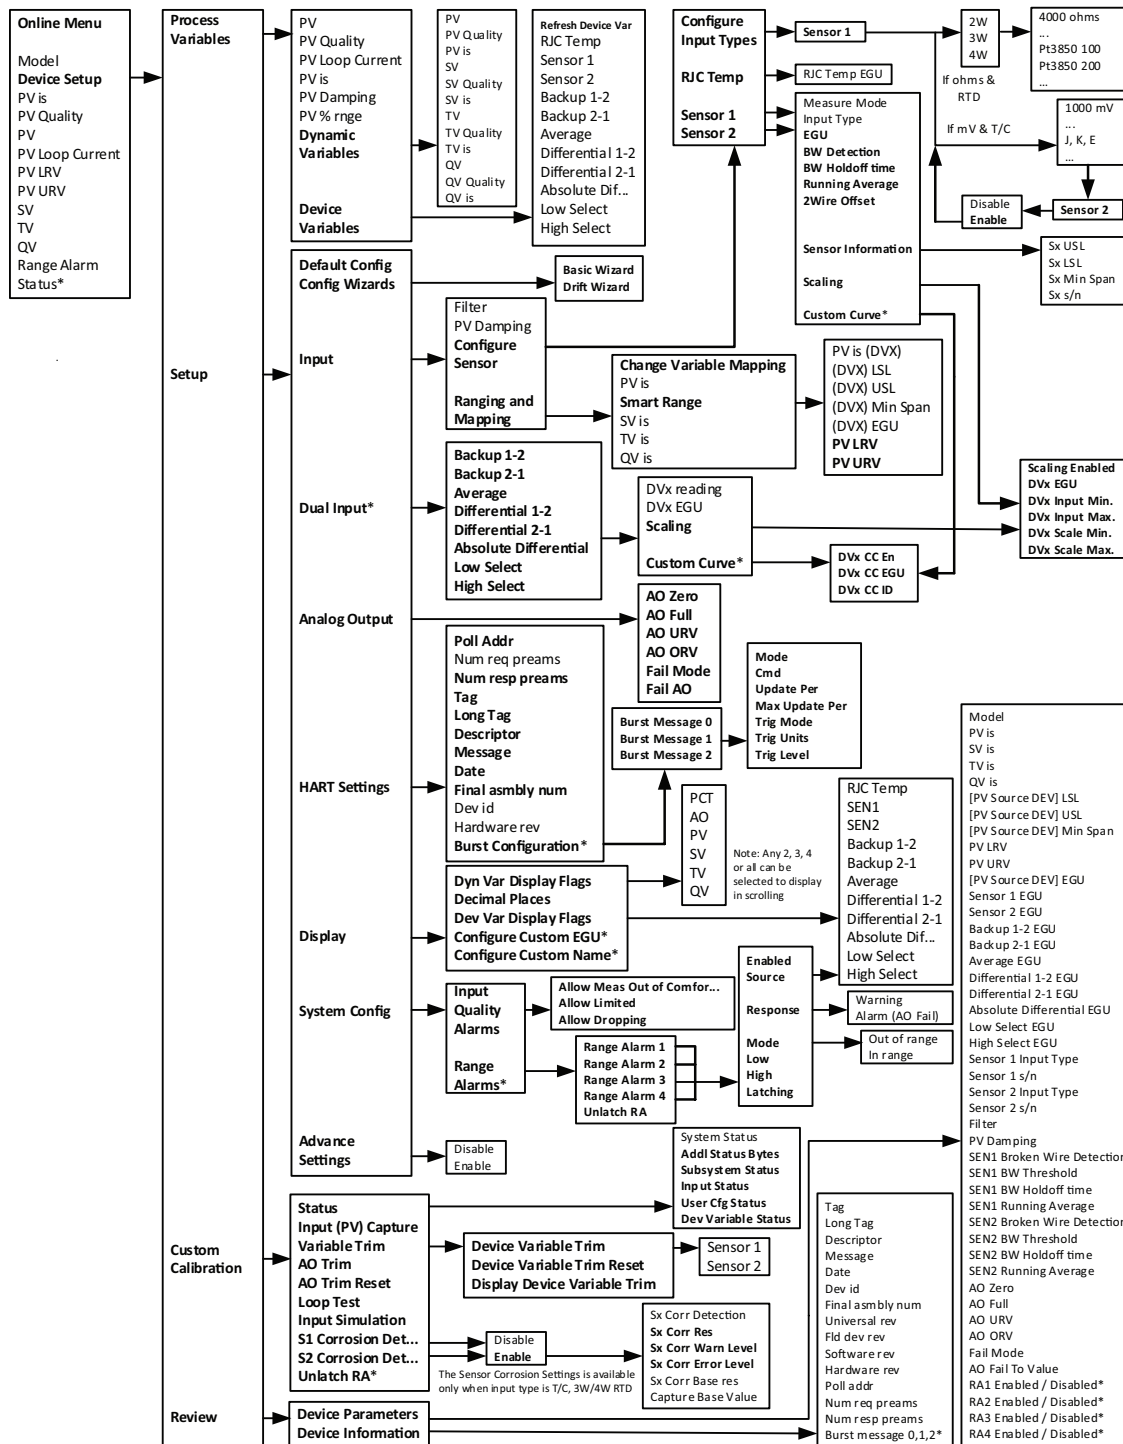 Online Menu
Model
Device Setup
PV is
PV Quality
PV
PV Loop Current
PV LRV
PV URV
SV
TV
QV
Range Alarm
Status*
Process
Variables
Setup
Custom
Calibration
Review
PV
PV Quality
PV Loop Current
PV is
PV Damping
PV % rnge
Dynamic
Variables
Device
Variables
PV
PV Quality
PV is
SV
SV Quality
SV is
TV
TV Quality
TV is
QV
QV Quality
QV is
Refresh Device Var
RJC Temp
Sensor 1
Sensor 2
Backup 1-2
Backup 2-1
Average
Differential 1-2
Differential 2-1
Absolute Dif...
Low Select
High Select
Configure
Input Types
RJC Temp
Sensor 1
Sensor 2
Sensor 1
RJC Temp EGU
2W
3W
4W
If ohms &
RTD
If mV & T/C
4000 ohms
...
Pt3850 100
Pt3850 200
...
1000 mV
...
J, K, E
...
Sensor 2
Disable
Enable
Measure Mode
Input Type
EGU
BW Detection
BW Holdoff time
Running Average
2Wire Offset
Sensor Information
Scaling
Custom Curve*
Sx USL
Sx LSL
Sx Min Span
Sx s/n
Default Config
Config Wizards
Input
Dual Input*
Analog Output
HART Settings
Display
System Config
Advance
Settings
Basic Wizard
Drift Wizard
Filter
PV Damping
Configure
Sensor
Ranging and
Mapping
Change Variable Mapping
PV is
Smart Range
SV is
TV is
QV is
PV is (DVX)
(DVX) LSL
(DVX) USL
(DVX) Min Span
(DVX) EGU
PV LRV
PV URV
Backup 1-2
Backup 2-1
Average
Differential 1-2
Differential 2-1
Absolute Differential
Low Select
High Select
DVx reading
DVx EGU
Scaling
Custom Curve*
Scaling Enabled
DVx EGU
DVx Input Min.
DVx Input Max.
DVx Scale Min.
DVx Scale Max.
DVx CC En
DVx CC EGU
DVx CC ID
AO Zero
AO Full
AO URV
AO ORV
Fail Mode
Fail AO
Poll Addr
Num req preams
Num resp preams
Tag
Long Tag
Descriptor
Message
Date
Final asmbly num
Dev id
Hardware rev
Burst Configuration*
Burst Message 0
Burst Message 1
Burst Message 2
Mode
Cmd
Update Per
Max Update Per
Trig Mode
Trig Units
Trig Level
Dyn Var Display Flags
Decimal Places
Dev Var Display Flags
Configure Custom EGU*
Configure Custom Name*
PCT
AO
PV
SV
TV
QV
Note: Any 2, 3, 4
or all can be
selected to display
in scrolling
RJC Temp
SEN1
SEN2
Backup 1-2
Backup 2-1
Average
Differential 1-2
Differential 2-1
Absolute Dif...
Low Select
High Select
Input
Quality
Alarms
Range
Alarms*
Allow Meas Out of Comfor...
Allow Limited
Allow Dropping
Range Alarm 1
Range Alarm 2
Range Alarm 3
Range Alarm 4
Unlatch RA
Enabled
Source
Response
Mode
Low
High
Latching
Warning
Alarm (AO Fail)
Out of range
In range
Disable
Enable
Status
Input (PV) Capture
Variable Trim
AO Trim
AO Trim Reset
Loop Test
Input Simulation
S1 Corrosion Det...
S2 Corrosion Det...
Unlatch RA*
System Status
Addl Status Bytes
Subsystem Status
Input Status
User Cfg Status
Dev Variable Status
Device Variable Trim
Device Variable Trim Reset
Display Device Variable Trim
Sensor 1
Sensor 2
Disable
Enable
The Sensor Corrosion Settings is available
only when input type is T/C, 3W/4W RTD
Sx Corr Detection
Sx Corr Res
Sx Corr Warn Level
Sx Corr Error Level
Sx Corr Base res
Capture Base Value
Device Parameters
Device Information
Tag
Long Tag
Descriptor
Message
Date
Dev id
Final asmbly num
Universal rev
Fld dev rev
Software rev
Hardware rev
Poll addr
Num req preams
Num resp preams
Burst message 0,1,2*
Model
PV is
SV is
TV is
QV is
[PV Source DEV] LSL
[PV Source DEV] USL
[PV Source DEV] Min Span
PV LRV
PV URV
[PV Source DEV] EGU
Sensor 1 EGU
Sensor 2 EGU
Backup 1-2 EGU
Backup 2-1 EGU
Average EGU
Differential 1-2 EGU
Differential 2-1 EGU
Absolute Differential EGU
Low Select EGU
High Select EGU
Sensor 1 Input Type
Sensor 1 s/n
Sensor 2 Input Type
Sensor 2 s/n
Filter
PV Damping
SEN1 Broken Wire Detection
SEN1 BW Threshold
SEN1 BW Holdoff time
SEN1 Running Average
SEN2 Broken Wire Detection
SEN2 BW Threshold
SEN2 BW Holdoff time
SEN2 Running Average
AO Zero
AO Full
AO URV
AO ORV
Fail Mode
AO Fail To Value
RA1 Enabled / Disabled*
RA2 Enabled / Disabled*
RA3 Enabled / Disabled*
RA4 Enabled / Disabled*